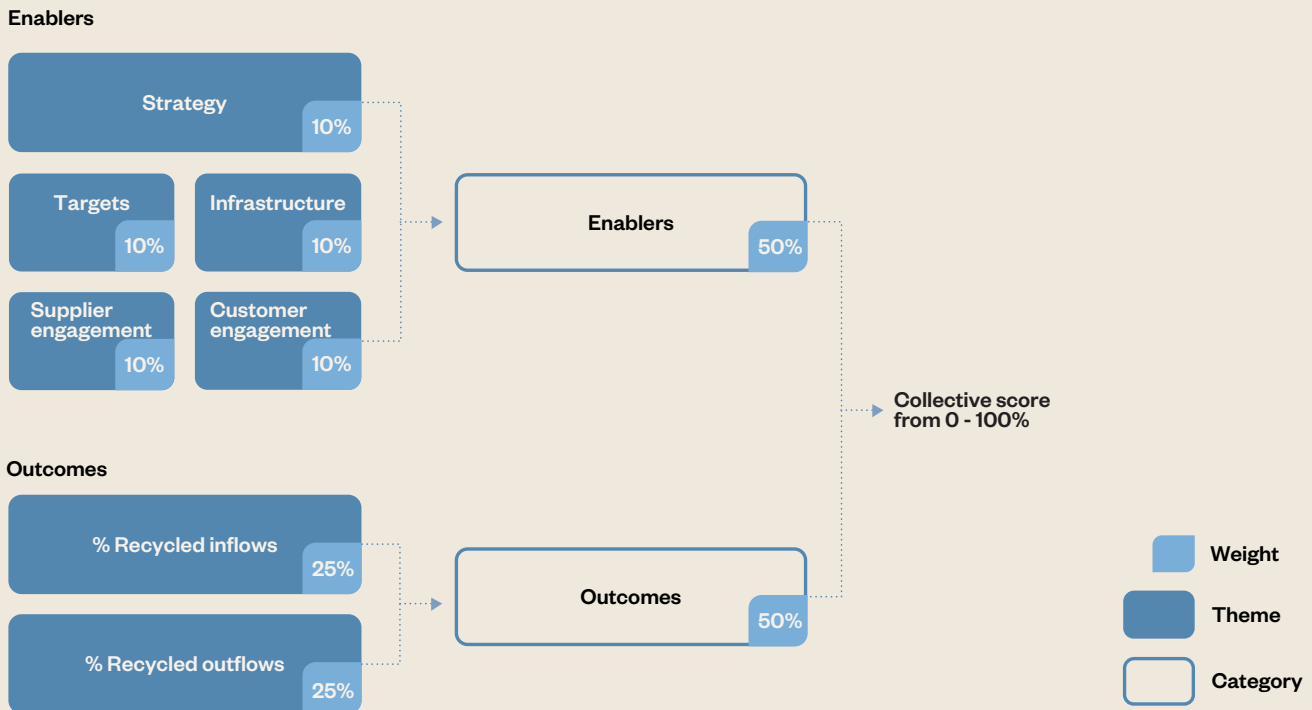 Enablers
Strategy
10%
Targets
10%
Infrastructure
10%
Supplier
engagement
10%
Customer
engagement
10%
Enablers
50%
Collective score
from 0 - 100%
Outcomes
% Recycled inflows
25%
% Recycled outflows
25%
Outcomes
50%
Weight
Theme
Category